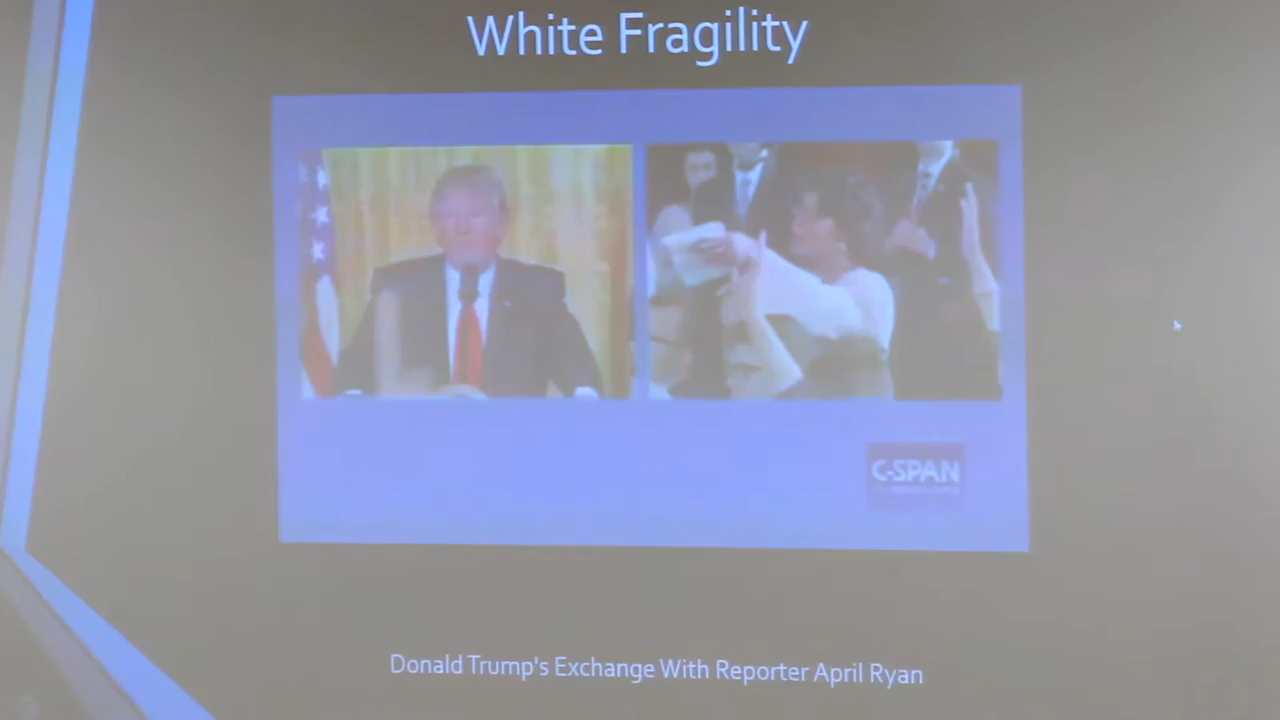 White Fragility
C-SPAN
Donald Trump's Exchange With Reporter April Ryan